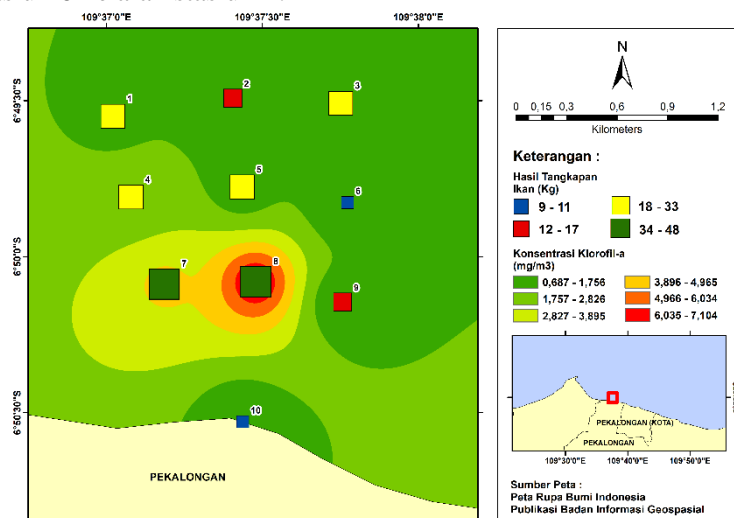 109°37'0"E
109°37'30"E
109°38'0"E
6°49'30"S
6°50'30"S
1
2
3
4
5
6
7
8
9
10
PEKALONGAN
N
0 0,15 0,3 0,6 0,9 1,2
Kilometers
Keterangan :
Hasil Tangkapan
Ikan (Kg)
9 - 11
18 - 33
12 - 17
34 - 48
Konsentrasi Klorofil-a
(mg/m3)
0,687 - 1,756
3,896 - 4,965
1,757 - 2,826
4,966 - 6,034
2,827 - 3,895
6,035 - 7,104
PEKALONGAN (KOTA)
PEKALONGAN
109°30'0"E
109°40'0"E
109°50'0"E
Sumber Peta :
Peta Rupa Bumi Indonesia
Publikasi Badan Informasi Geospasial